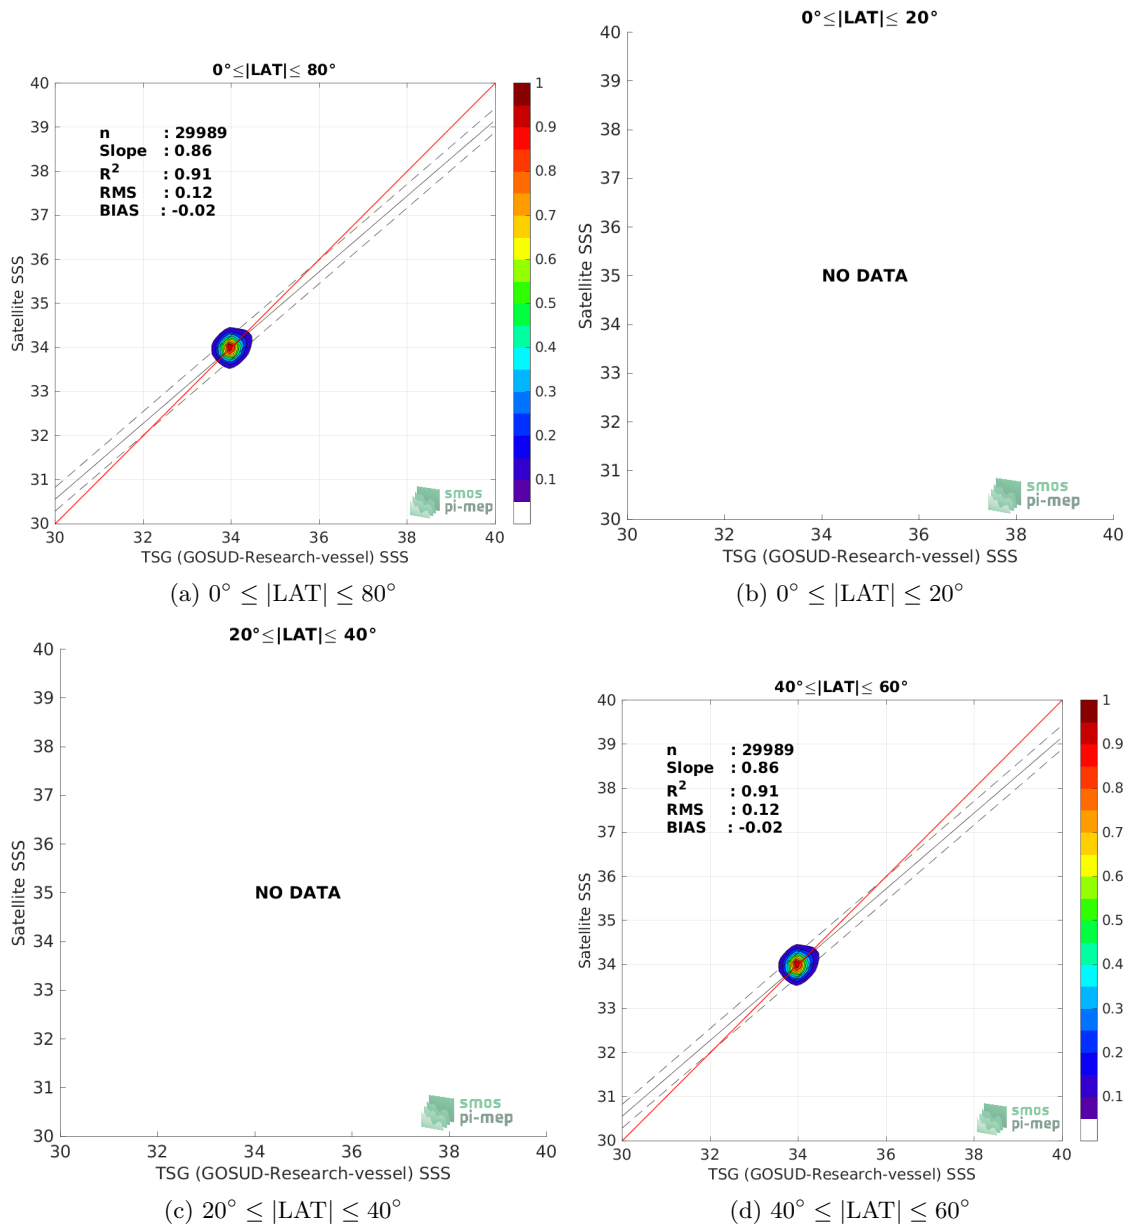 0°≤|LAT|≤ 80°
40
39
38
37
36
35
34
33
32
31
30
n : 29989
Slope : 0.86
R² : 0.91
RMS : 0.12
BIAS : -0.02
Satellite SSS
30 32 34 36 38 40
TSG (GOSUD-Research-vessel) SSS
1
0.9
0.8
0.7
0.6
0.5
0.4
0.3
0.2
0.1
smos
pi-mep
(a) 0° ≤ |LAT| ≤ 80°
0°≤|LAT|≤ 20°
40
39
38
37
36
35
34
33
32
31
30
Satellite SSS
NO DATA
smos
pi-mep
30 32 34 36 38 40
TSG (GOSUD-Research-vessel) SSS
(b) 0° ≤ |LAT| ≤ 20°
20°≤|LAT|≤ 40°
40
39
38
37
36
35
34
33
32
31
30
Satellite SSS
NO DATA
smos
pi-mep
30 32 34 36 38 40
TSG (GOSUD-Research-vessel) SSS
(c) 20° ≤ |LAT| ≤ 40°
40°≤|LAT|≤ 60°
40
39
38
37
36
35
34
33
32
31
30
n : 29989
Slope : 0.86
R² : 0.91
RMS : 0.12
BIAS : -0.02
Satellite SSS
30 32 34 36 38 40
TSG (GOSUD-Research-vessel) SSS
1
0.9
0.8
0.7
0.6
0.5
0.4
0.3
0.2
0.1
smos
pi-mep
(d) 40° ≤ |LAT| ≤ 60°